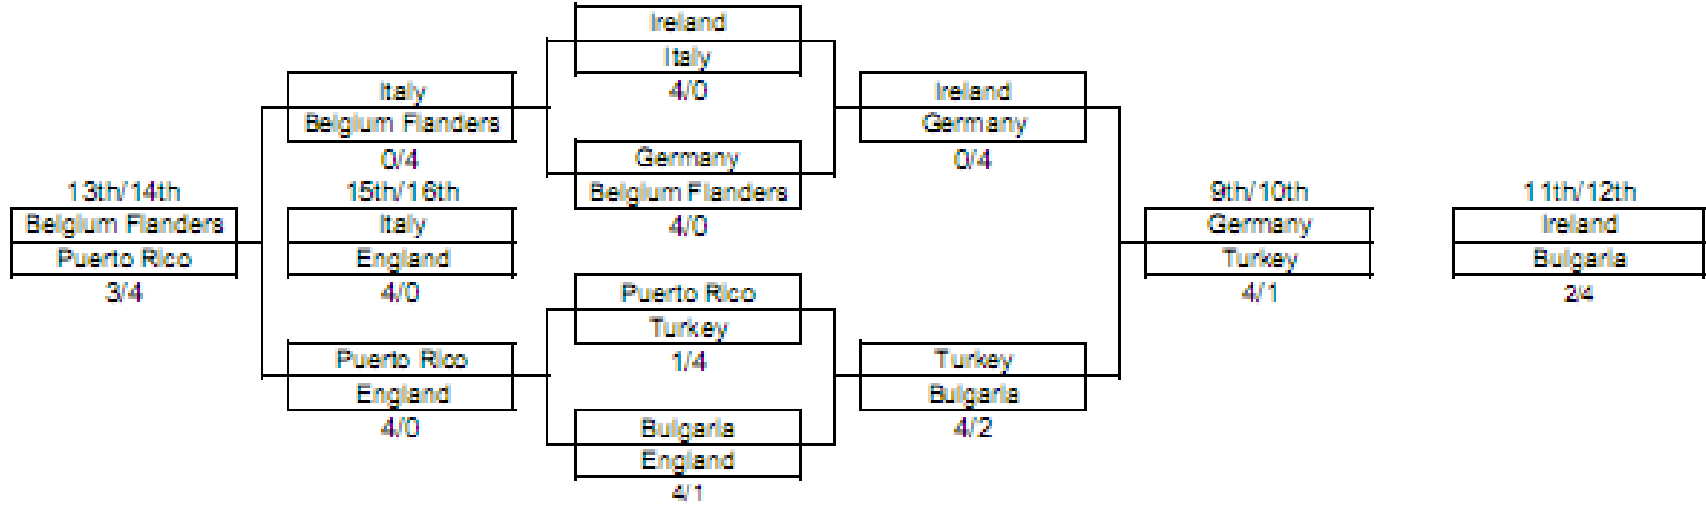 Ireland
Italy
4/0
Italy
Belgium Flanders
0/4
Ireland
Germany
0/4
Germany
Belgium Flanders
4/0
13th/14th
Belgium Flanders
Puerto Rico
3/4
15th/16th
Italy
England
4/0
9th/10th
Germany
Turkey
4/1
11th/12th
Ireland
Bulgaria
2/4
Puerto Rico
Turkey
1/4
Puerto Rico
England
4/0
Turkey
Bulgaria
4/2
Bulgaria
England
4/1